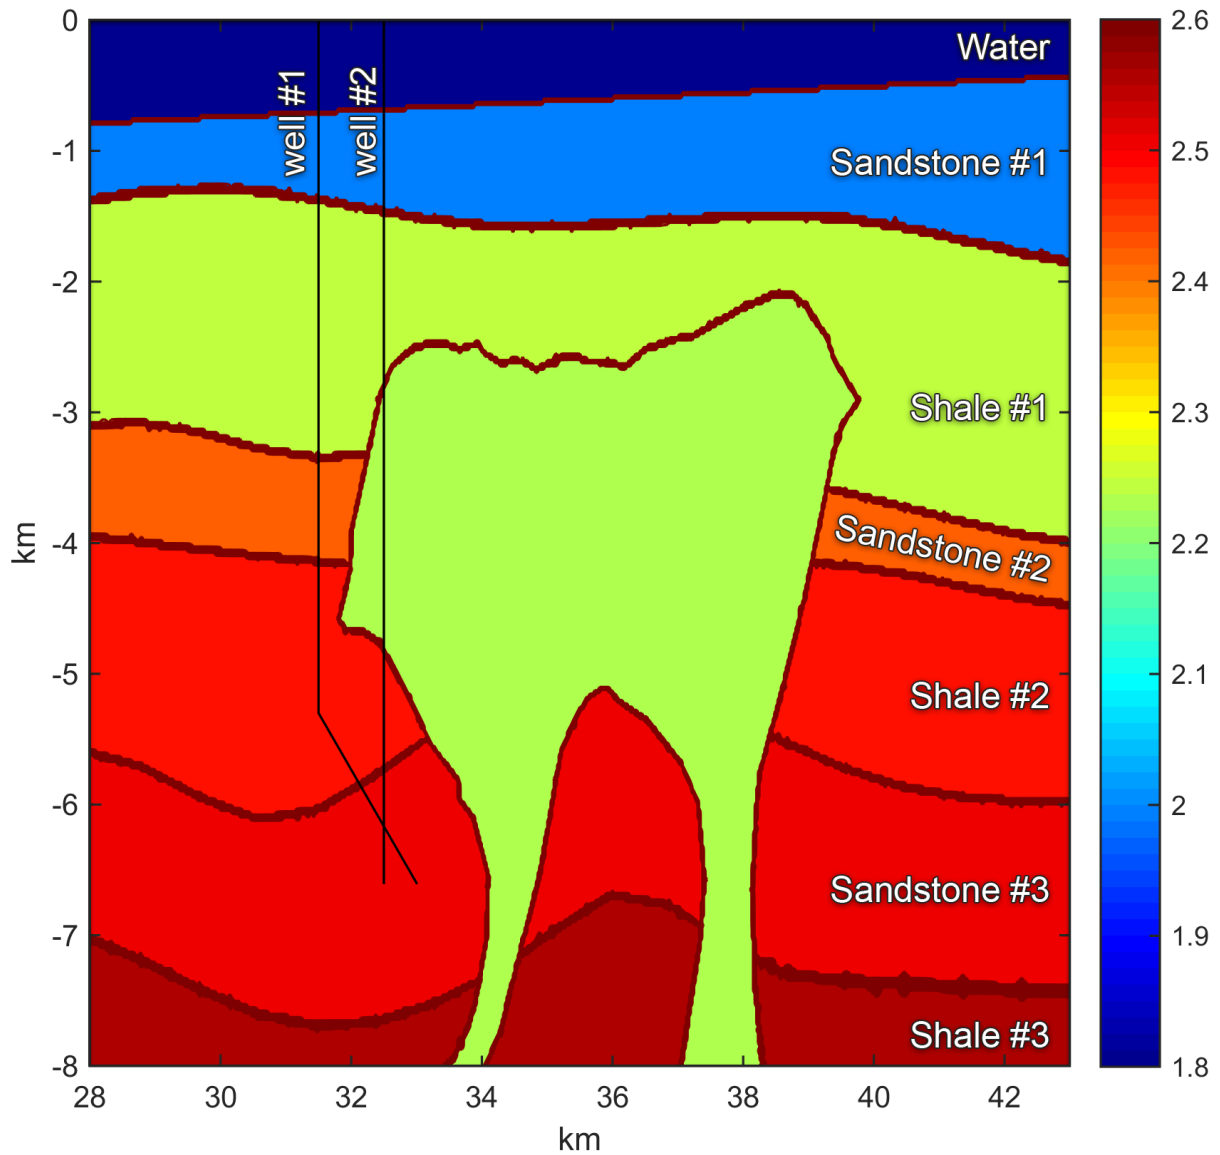 0
-1
-2
-3
-4
-5
-6
-7
-8
km
28
30
32
34
36
38
40
42
km
well #1
well #2
Water
Sandstone #1
Shale #1
Sandstone #2
Shale #2
Sandstone #3
Shale #3
2.6
2.5
2.4
2.3
2.2
2.1
2
1.9
1.8